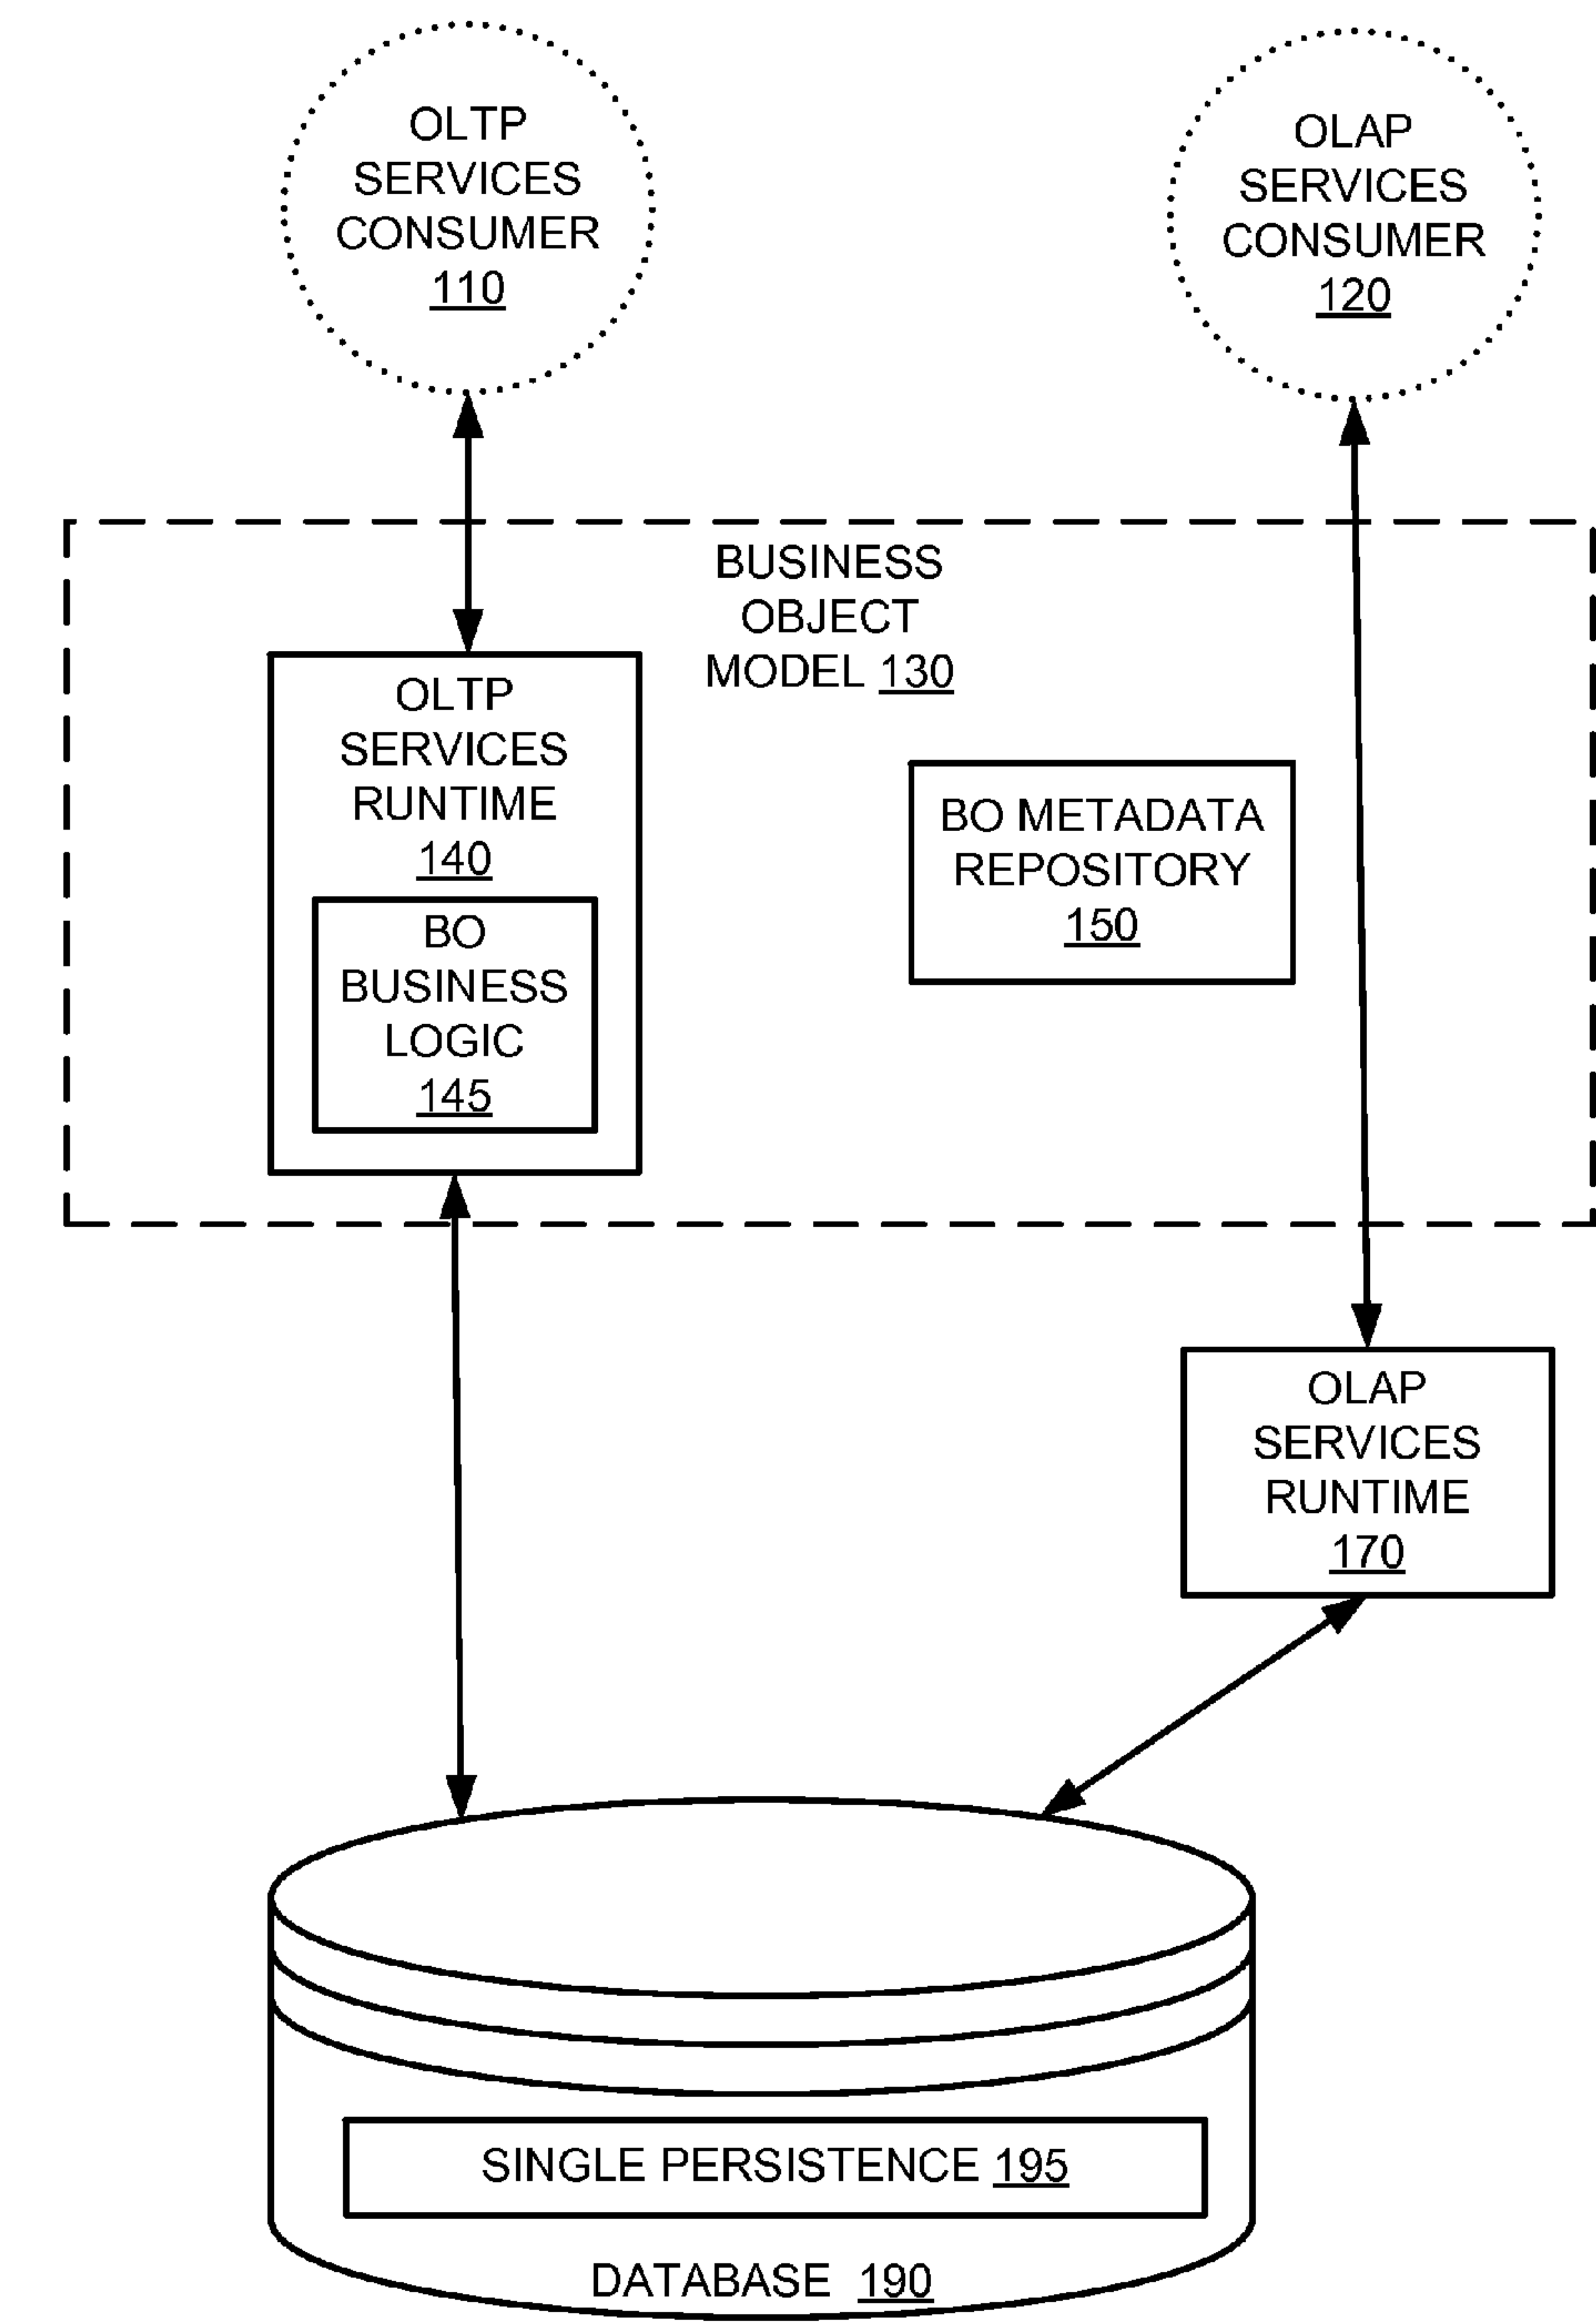 OLTP
SERVICES
CONSUMER
110
OLAP
SERVICES
CONSUMER
120
BUSINESS
OBJECT
MODEL 130
OLTP
SERVICES
RUNTIME
140
BO
BUSINESS
LOGIC
145
BO METADATA
REPOSITORY
150
OLAP
SERVICES
RUNTIME
170
SINGLE PERSISTENCE 195
DATABASE 190